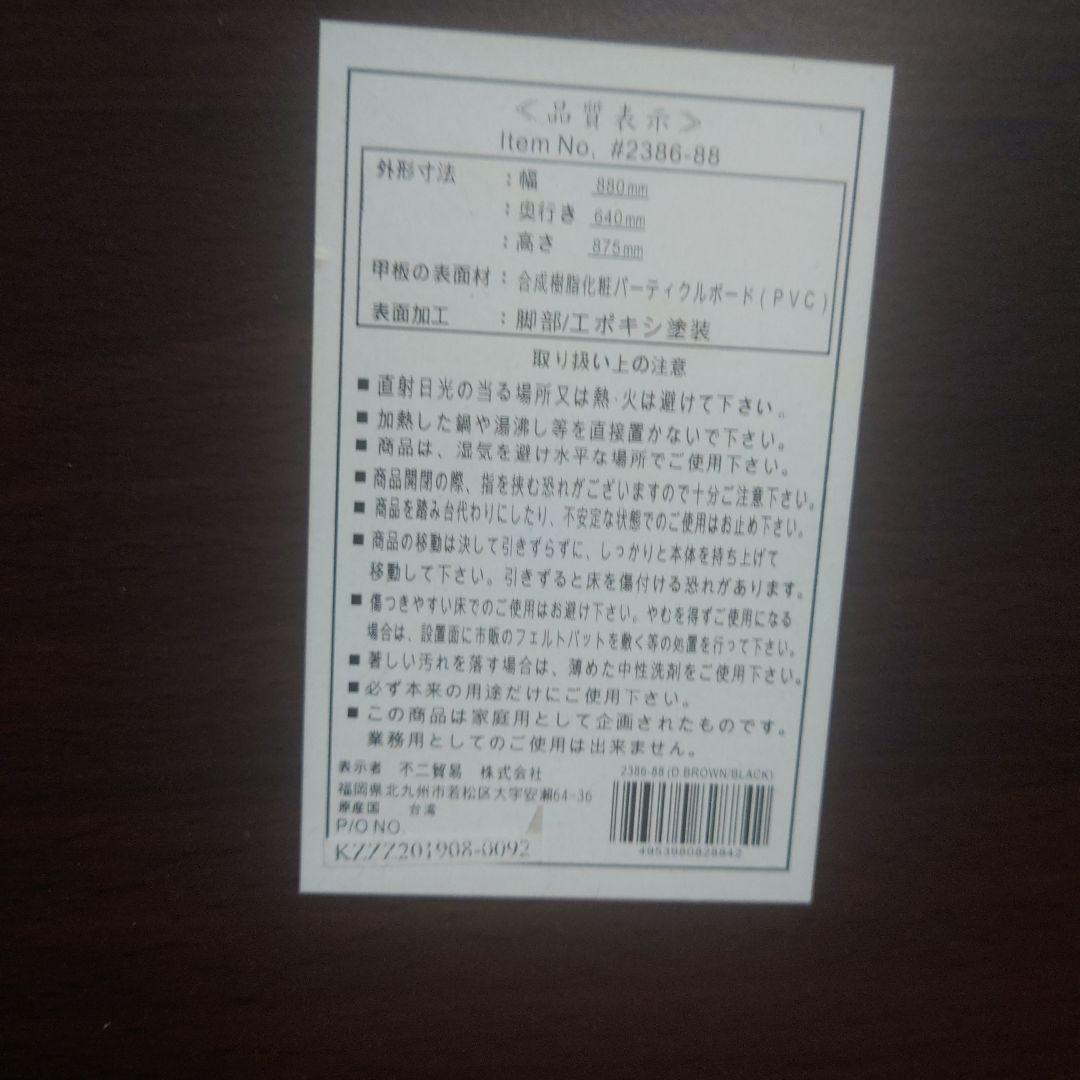 ≪品質表示≫
Item No. #2386-88
外形寸法 : 幅 880mm
: 奥行き 640mm
: 高さ 875mm
甲板の表面材 : 合成樹脂化粧パーティクルボード(PVC)
表面加工 : 脚部/エポキシ塗装
取り扱い上の注意
■直射日光の当る場所又は熱·火は避けて下さい。
■加熱した鍋や湯沸し等を直接置かないで下さい。
■商品は、湿気を避け水平な場所でご使用下さい。
■商品開閉の際、指を挟む恐れがございますので十分ご注意下さい。
■商品を踏み台代わりにしたり、不安定な状態でのご使用はお止め下さい。
■商品の移動は決して引きずらずに、しっかりと本体を持ち上げて
移動して下さい。引きずると床を傷付ける恐れがあります。
■傷つきやすい床でのご使用はお避け下さい。やむを得ずご使用になる
場合は、設置面に市販のフェルトパットを敷く等の処置を行って下さい。
■著しい汚れを落す場合は、薄めた中性洗剤をご使用下さい。
■必ず本来の用途だけにご使用下さい。
■この商品は家庭用として企画されたものです。
業務用としてのご使用は出来ません。
表示者 不二貿易 株式会社
福岡県北九州市若松区大字安瀬64-36
原産国 台湾
P/O NO.
KZZZ201908-0092
2386-88(D.BROWN/BLACK)
4953980828842